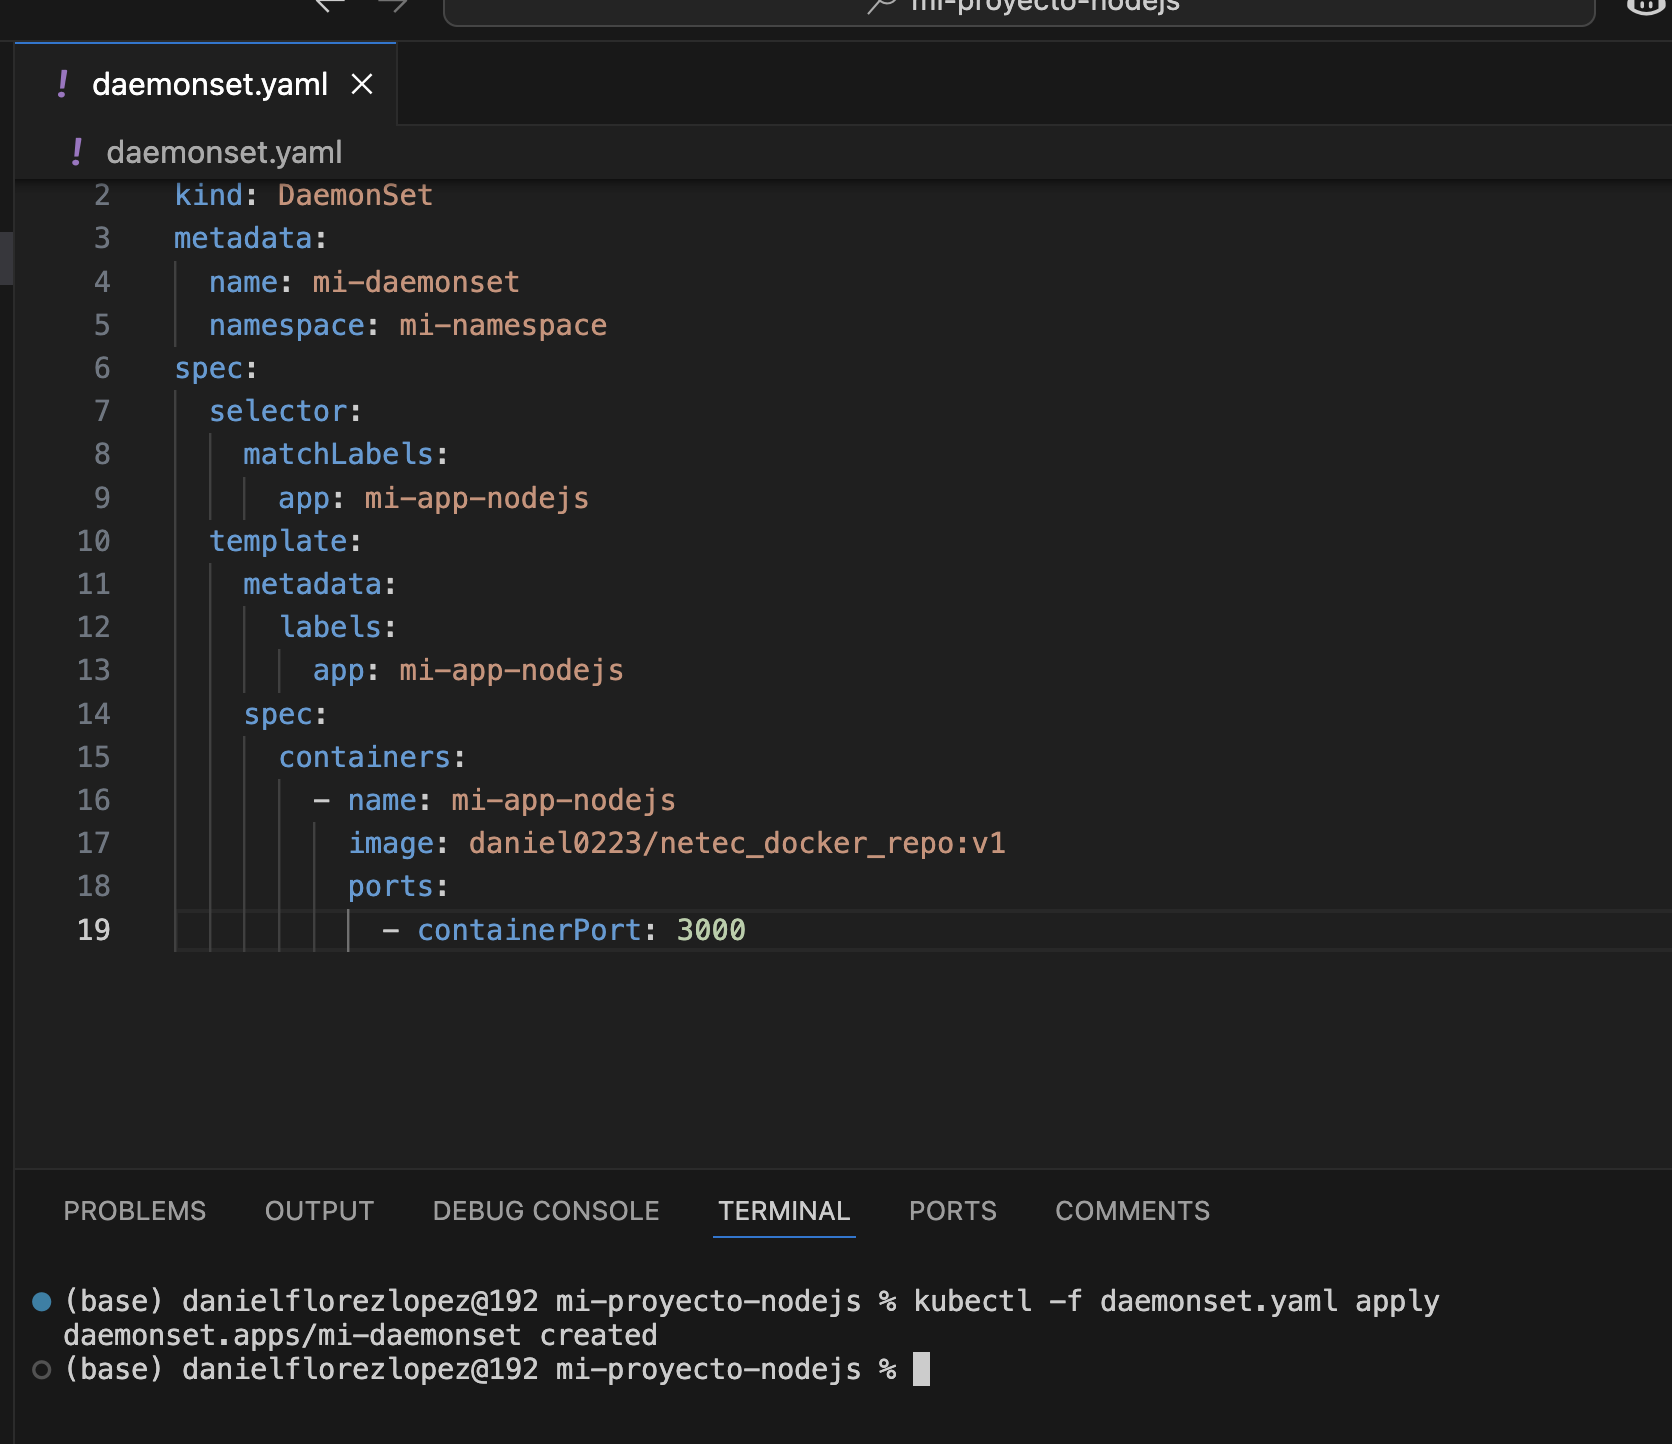 mi-proyecto-nodejs
daemonset.yaml
daemonset.yaml
2 kind: DaemonSet
3 metadata:
4 name: mi-daemonset
5 namespace: mi-namespace
6 spec:
7 selector:
8 matchLabels:
9 app: mi-app-nodejs
10 template:
11 metadata:
12 labels:
13 app: mi-app-nodejs
14 spec:
15 containers:
16 - name: mi-app-nodejs
17 image: daniel0223/netec_docker_repo:v1
18 ports:
19 - containerPort: 3000
PROBLEMS OUTPUT DEBUG CONSOLE TERMINAL PORTS COMMENTS
(base) danielflorezlopez@192 mi-proyecto-nodejs % kubectl -f daemonset.yaml apply
daemonset.apps/mi-daemonset created
(base) danielflorezlopez@192 mi-proyecto-nodejs %